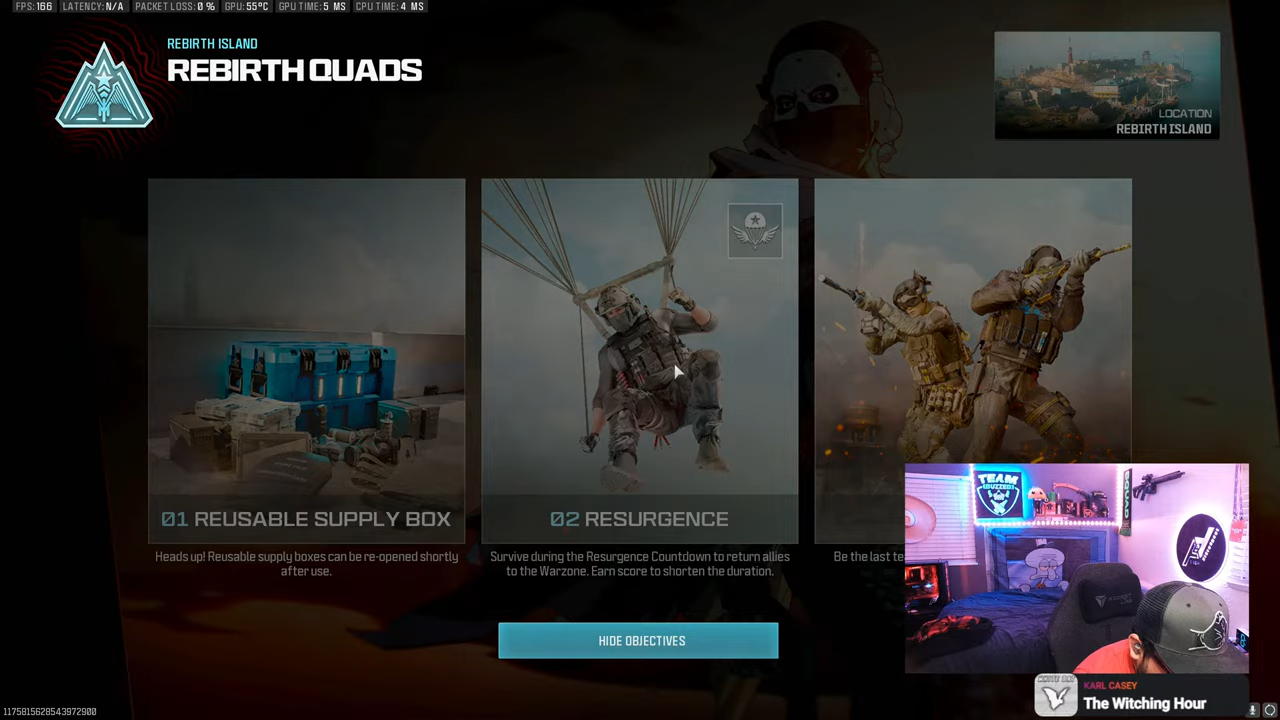 FPS: 166 LATENCY: N/A PACKET LOSS: 0 % GPU: 55°C GPU TIME: 5 MS CPU TIME: 4 MS
REBIRTH ISLAND
REBIRTH QUADS
LOCATION
REBIRTH ISLAND
01 REUSABLE SUPPLY BOX
Heads up! Reusable supply boxes can be re-opened shortly
after use.
02 RESURGENCE
Survive during the Resurgence Countdown to return allies
to the Warzone. Earn score to shorten the duration.
Be the last te
HIDE OBJECTIVES
TEAM
KARL CASEY
The Witching Hour
1175815628543972900